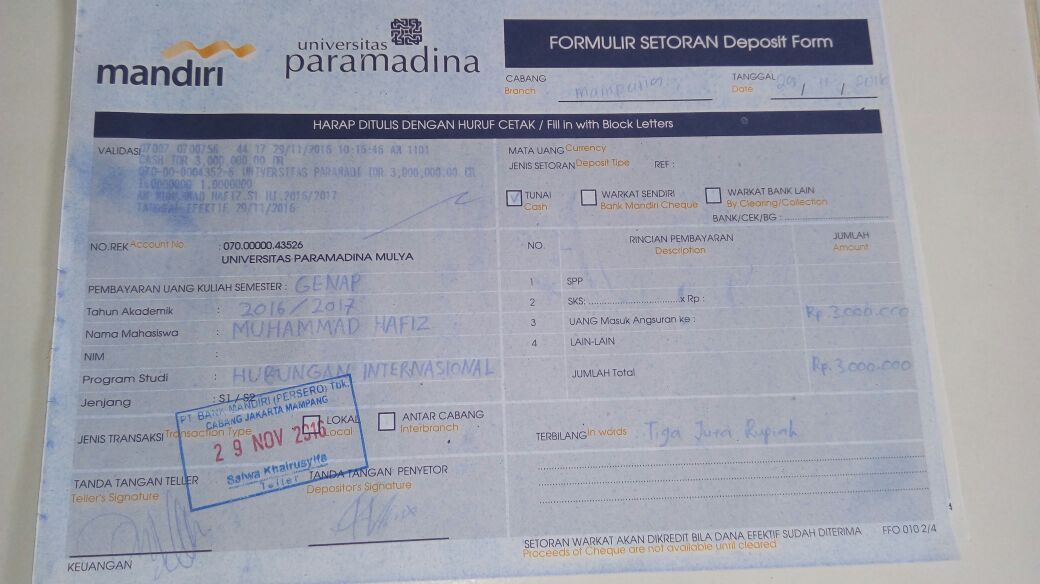 mandiri
universitas
paramadina
FORMULIR SETORAN Deposit Form
CABANG
Branch
TANGGAL
Date 29 / 11 / 2016
HARAP DITULIS DENGAN HURUF CETAK / Fill in with Block Letters
VALIDASI
44 17 29/11/2016 10:15:46 AM 1101
CASH IDR 3,000,000.00 DR
070-00-0004352-6 UNIVERSITAS PARAMADI IDR 3,000,000.00 CR
1.0000000 1.0000000
HAFIZ.S1 HI.2016/2017
TANGGAL EFEKTIF 29/11/2016
MATA UANG Currency
JENIS SETORAN Deposit Tipe REF :
TUNAI
Cash
WARKAT SENDIRI
Bank Mandiri Cheque
WARKAT BANK LAIN
By Clearing/Collection
BANK/CEK/BG :
NO.REK Account No. : 070.00000.43526
UNIVERSITAS PARAMADINA MULYA
PEMBAYARAN UANG KULIAH SEMESTER : GENAP
Tahun Akademik : 2016 / 2017
Nama Mahasiswa : MUHAMMAD HAFIZ
NIM :
Program Studi : HUBUNGAN INTERNASIONAL
Jenjang : S1 / S2
NO. RINCIAN PEMBAYARAN JUMLAH
Description Amount
1 SPP
2 SKS: ................................... x Rp :
3 UANG Masuk Angsuran ke : Rp. 3.000.000
4 LAIN-LAIN
JUMLAH Total Rp. 3.000.000
JENIS TRANSAKSI Transaction Type
LOKAL
Local
ANTAR CABANG
Interbranch
TERBILANG In words Tiga Juta Rupiah
PT. BANK MANDIRI (PERSERO) Tbk.
CABANG JAKARTA MAMPANG
29 NOV 2016
Salwa Khairusyifa
Teller
TANDA TANGAN TELLER
Teller's Signature
TANDA TANGAN PENYETOR
Depositor's Signature
KEUANGAN
SETORAN WARKAT AKAN DIKREDIT BILA DANA EFEKTIF SUDAH DITERIMA FFO 010 2/4
Proceeds of Cheque are not available until cleared